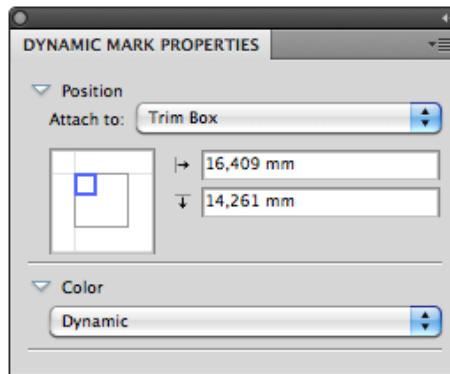 DYNAMIC MARK PROPERTIES
Position
Attach to: Trim Box
16,409 mm
14,261 mm
Color
Dynamic